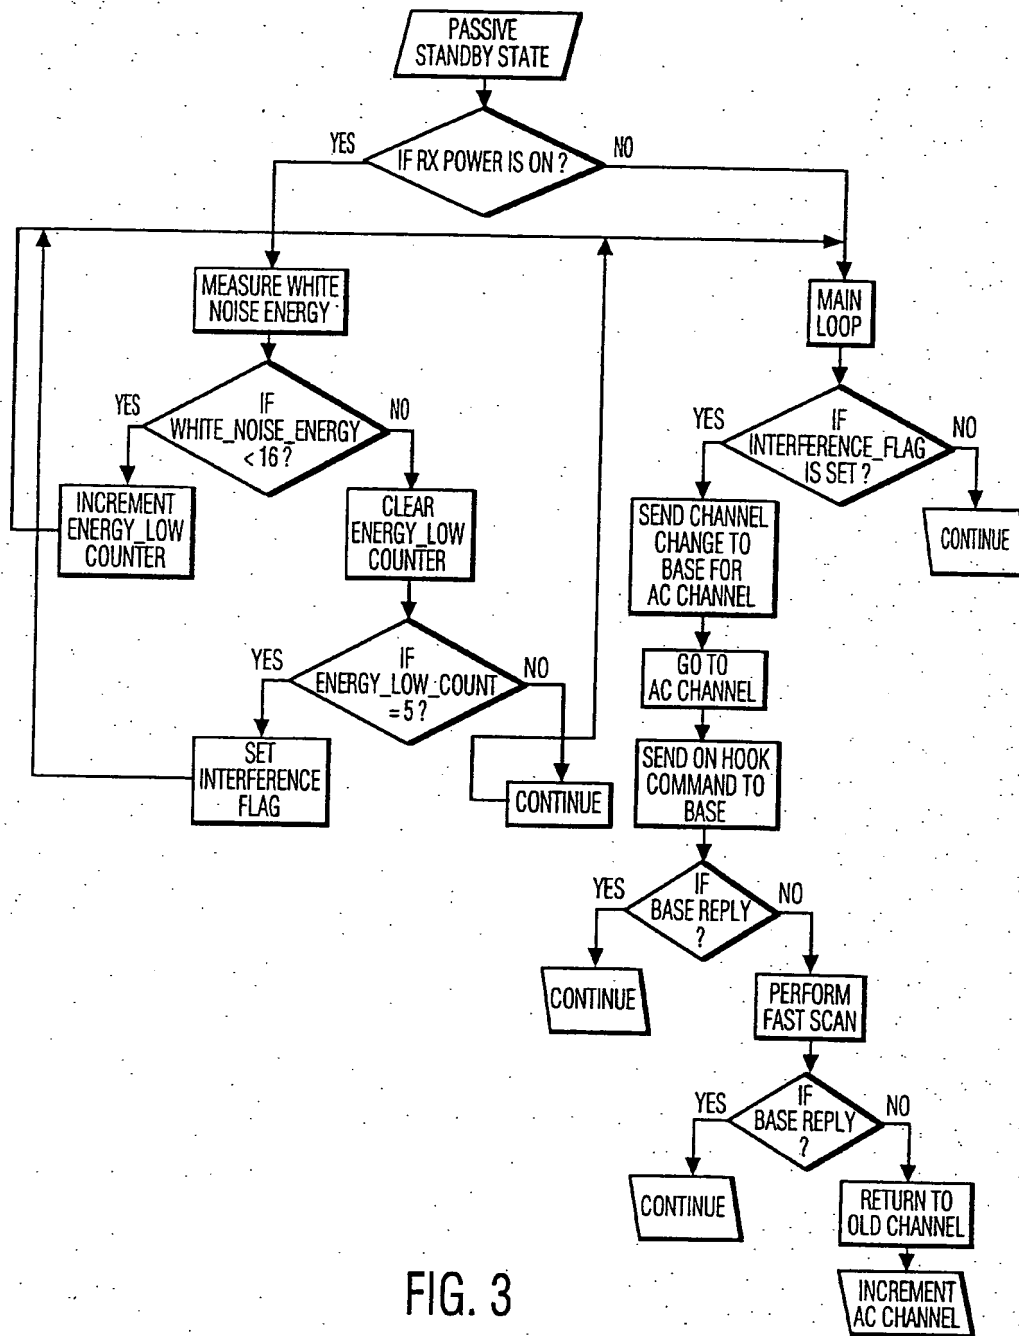 PASSIVE
STANDBY STATE
IF RX POWER IS ON ?
YES
NO
MEASURE WHITE
NOISE ENERGY
IF
WHITE_NOISE_ENERGY
< 16 ?
YES
NO
INCREMENT
ENERGY_LOW
COUNTER
CLEAR
ENERGY_LOW
COUNTER
IF
ENERGY_LOW_COUNT
= 5 ?
YES
NO
SET
INTERFERENCE
FLAG
CONTINUE
MAIN
LOOP
IF
INTERFERENCE_FLAG
IS SET ?
YES
NO
CONTINUE
SEND CHANNEL
CHANGE TO
BASE FOR
AC CHANNEL
GO TO
AC CHANNEL
SEND ON HOOK
COMMAND TO
BASE
IF
BASE REPLY
?
YES
NO
CONTINUE
PERFORM
FAST SCAN
IF
BASE REPLY
?
YES
NO
CONTINUE
RETURN TO
OLD CHANNEL
INCREMENT
AC CHANNEL
FIG. 3